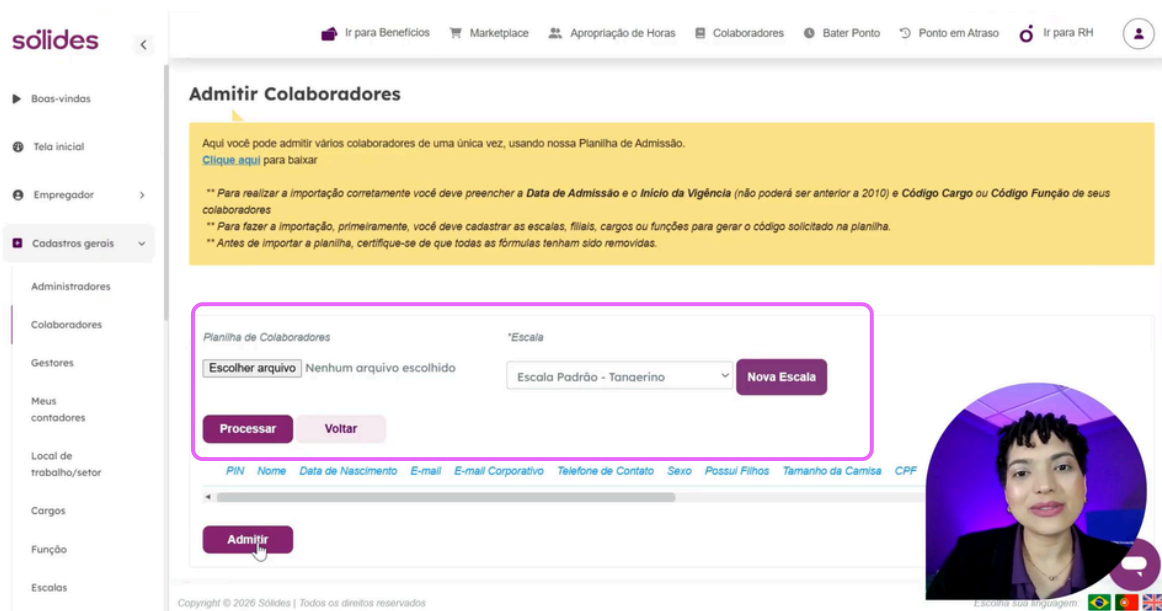 sólides
Ir para Benefícios
Marketplace
Apropriação de Horas
Colaboradores
Bater Ponto
Ponto em Atraso
Ir para RH
Boas-vindas
Tela inicial
Empregador
Cadastros gerais
Administradores
Colaboradores
Gestores
Meus
contadores
Local de
trabalho/setor
Cargos
Função
Escalas
Admitir Colaboradores
Aqui você pode admitir vários colaboradores de uma única vez, usando nossa Planilha de Admissão.
Clique aqui para baixar
** Para realizar a importação corretamente você deve preencher a Data de Admissão e o Início da Vigência (não poderá ser anterior a 2010) e Código Cargo ou Código Função de seus
colaboradores
** Para fazer a importação, primeiramente, você deve cadastrar as escalas, filiais, cargos ou funções para gerar o código solicitado na planilha.
** Antes de importar a planilha, certifique-se de que todas as fórmulas tenham sido removidas.
Planilha de Colaboradores
*Escala
Escolher arquivo Nenhum arquivo escolhido
Escala Padrão - Tangerino
Nova Escala
Processar
Voltar
PIN Nome Data de Nascimento E-mail E-mail Corporativo Telefone de Contato Sexo Possui Filhos Tamanho da Camisa CPF
Admitir
Copyright © 2026 Sólides | Todos os direitos reservados
Escolha sua linguagem